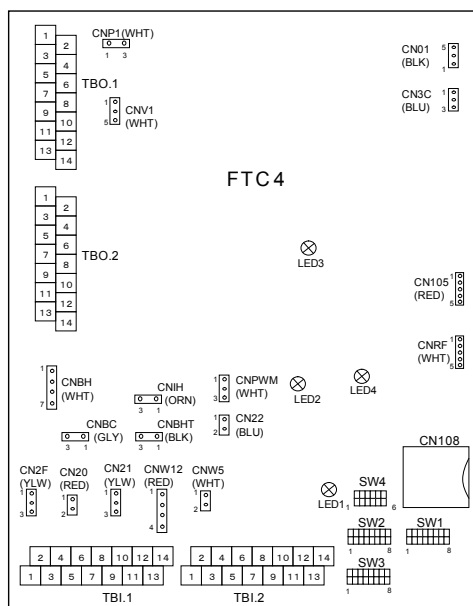 CNP1(WHT)
1 3
1
2
3
4
5
6
7
8
9
10
11
12
13
14
TBO.1
1
CNV1
5 (WHT)
5 CN01
1 (BLK)
CN3C 1
(BLU) 3
FTC4
1
2
3
4
5
6
7
8
9
10
11
12
13
14
TBO.2
LED3
CN105 1
(RED) 5
CNRF 1
(WHT) 5
1
CNBH
(WHT)
7
CNIH
(ORN)
3 1
1 CNPWM
3 (WHT)
LED2
LED4
CNBC
(GLY)
3 1
CNBHT
(BLK)
3 1
1 CN22
2 (BLU)
CN108
CN2F
(YLW)
1
3
CN20
(RED)
1
2
CN21
(YLW)
1
3
CNW12
(RED)
1
4
CNW5
(WHT)
1
2
LED1
SW4
1 6
SW2
1 8
SW1
1 8
SW3
1 8
2 4 6 8 10 12 14
1 3 5 7 9 11 13
TBI.1
2 4 6 8 10 12 14
1 3 5 7 9 11 13
TBI.2